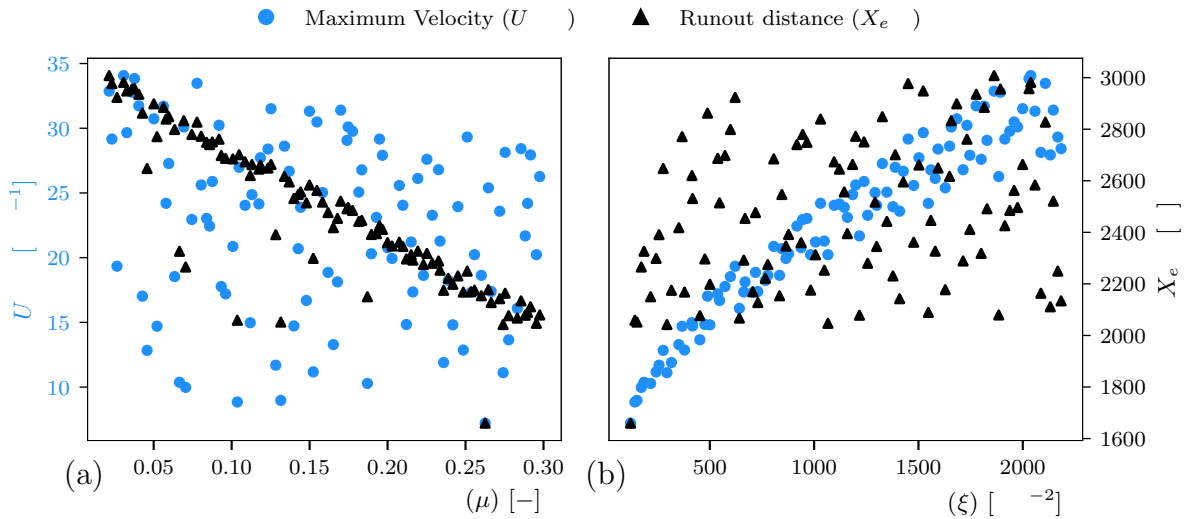 Maximum Velocity (U ) Runout distance (X_e )
35
30
25
20
15
10
U [ ⁻¹]
0.05 0.10 0.15 0.20 0.25 0.30
(a)
(μ) [−]
500 1000 1500 2000
(b)
(ξ) [ ⁻²]
3000
2800
2600
2400
2200
2000
1800
1600
X_e [ ]